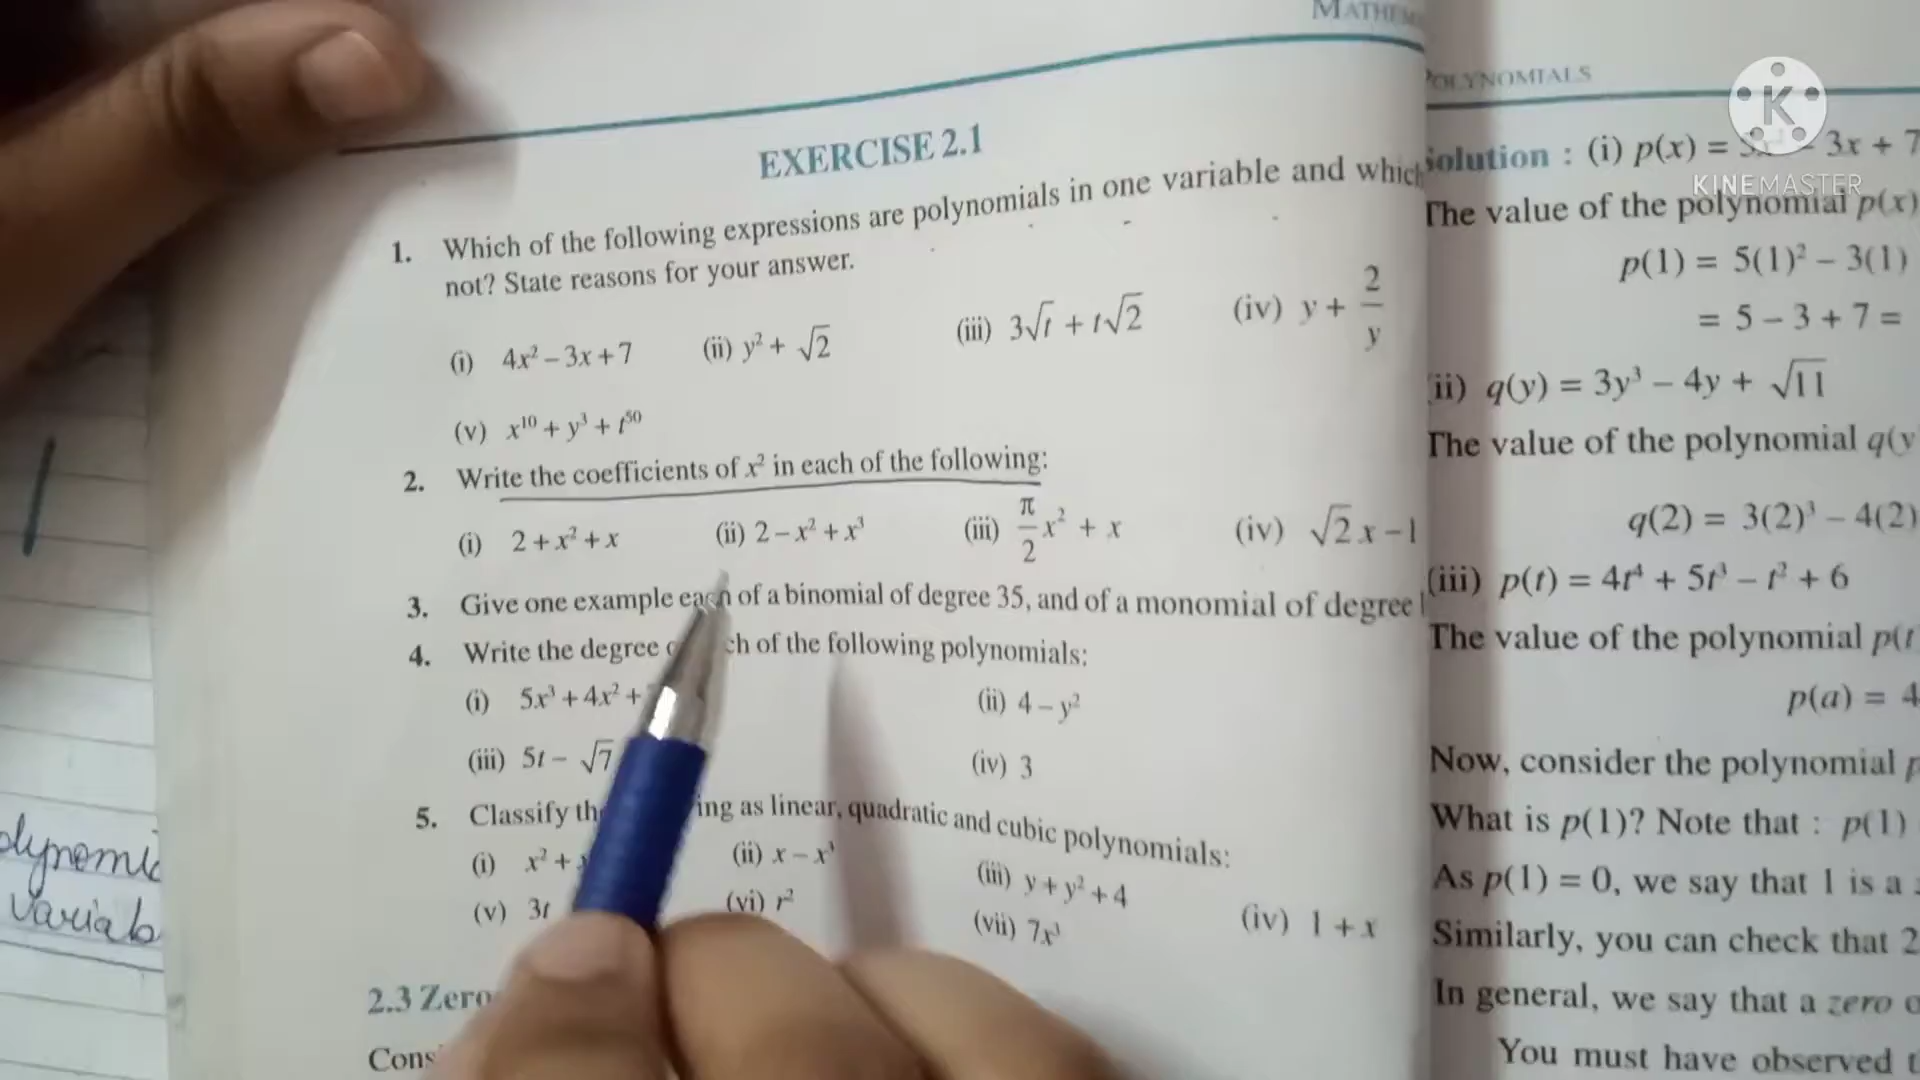 EXERCISE 2.1
1. Which of the following expressions are polynomials in one variable and which
not? State reasons for your answer.
(i) 4x² – 3x + 7 (ii) y² + √2 (iii) 3√t + t√2 (iv) y + 2/y
(v) x¹⁰ + y³ + t⁵⁰
2. Write the coefficients of x² in each of the following:
(i) 2 + x² + x (ii) 2 – x² + x³ (iii) π/2 x² + x (iv) √2 x – 1
3. Give one example each of a binomial of degree 35, and of a monomial of degree
4. Write the degree of the following polynomials:
(i) 5x³ + 4x² + (ii) 4 – y²
(iii) 5t – √7 (iv) 3
5. Classify as linear, quadratic and cubic polynomials:
(i) x² + (ii) x – x³ (iii) y + y² + 4 (iv) 1 + x
(v) 3t (vi) r² (vii) 7x³
2.3 Zero
POLYNOMIALS
KINEMASTER
Solution : (i) p(x) = – 3x + 7
The value of the polynomial p(x)
p(1) = 5(1)² – 3(1)
= 5 – 3 + 7 =
(ii) q(y) = 3y³ – 4y + √11
The value of the polynomial q(y
q(2) = 3(2)³ – 4(2)
(iii) p(t) = 4t⁴ + 5t³ – t² + 6
The value of the polynomial p(t
p(a) = 4
Now, consider the polynomial p
What is p(1)? Note that : p(1)
As p(1) = 0, we say that 1 is a
Similarly, you can check that 2
In general, we say that a zero o
You must have observed t